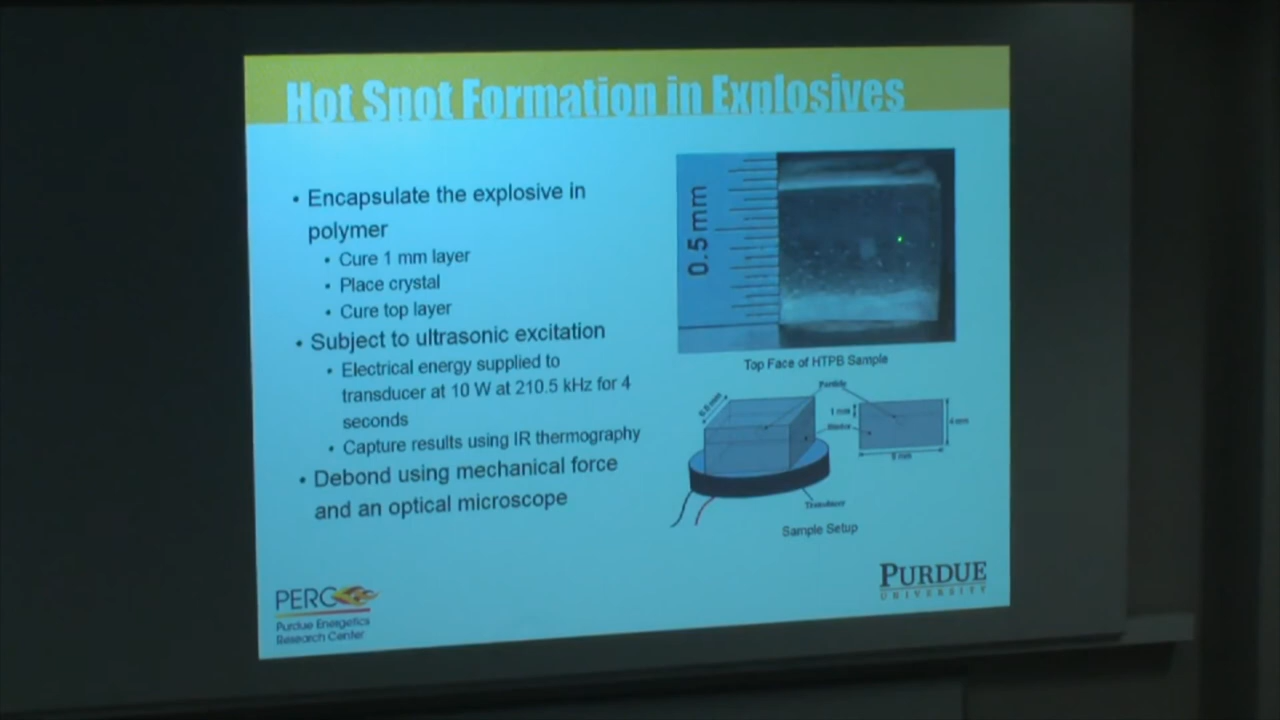 Hot Spot Formation in Explosives
• Encapsulate the explosive in
polymer
• Cure 1 mm layer
• Place crystal
• Cure top layer
• Subject to ultrasonic excitation
• Electrical energy supplied to
transducer at 10 W at 210.5 kHz for 4
seconds
• Capture results using IR thermography
• Debond using mechanical force
and an optical microscope
0.5 mm
Top Face of HTPB Sample
Particle
1 mm
4 mm
Transducer
Sample Setup
PERC
Purdue Energetics
Research Center
PURDUE
UNIVERSITY